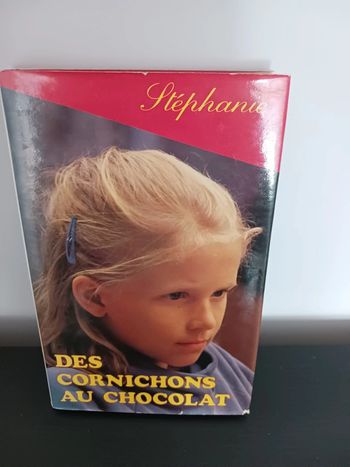 Stéphanie
DES
CORNICHONS
AU CHOCOLAT